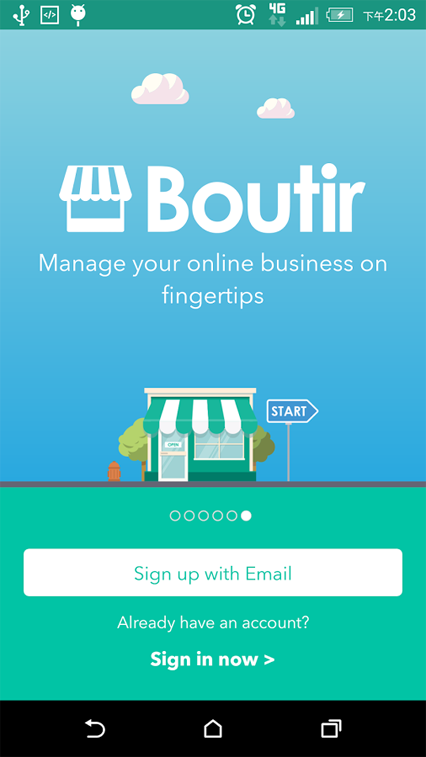 4G
下午2:03
Boutir
Manage your online business on
fingertips
START
OPEN
Sign up with Email
Already have an account?
Sign in now >